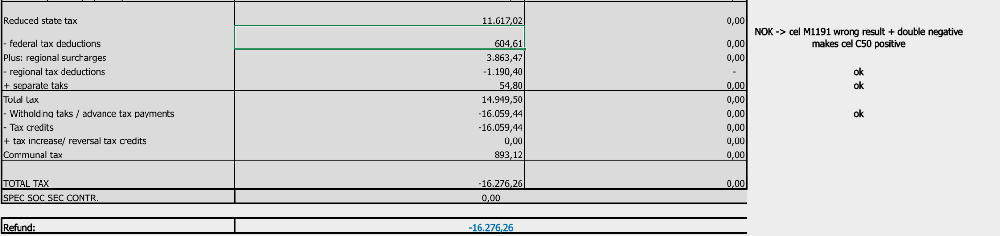 Reduced state tax 11.617,02 0,00
NOK -> cel M1191 wrong result + double negative
makes cel C50 positive
- federal tax deductions 604,61 0,00
Plus: regional surcharges 3.863,47 0,00
- regional tax deductions -1.190,40 - ok
+ separate taks 54,80 0,00 ok
Total tax 14.949,50 0,00
- Witholding taks / advance tax payments -16.059,44 0,00 ok
- Tax credits -16.059,44 0,00
+ tax increase/ reversal tax credits 0,00 0,00
Communal tax 893,12 0,00
TOTAL TAX -16.276,26 0,00
SPEC SOC SEC CONTR. 0,00
Refund: -16.276,26